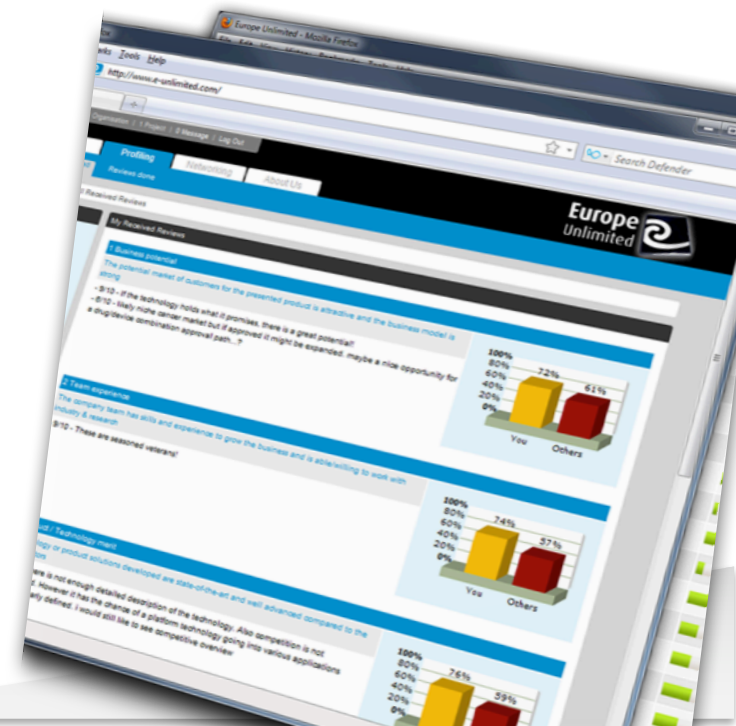 Europe Unlimited - Mozilla Firefox
File Edit View History Bookmarks Tools Help
Tools Help
http://www.e-unlimited.com/
Search Defender
Organisation | 1 Project | 0 Message | Log Out
Profiling
Networking
About Us
Reviews done
Received Reviews
Europe
Unlimited
My Received Reviews
1 Business potential
The potential market of customers for the presented product is attractive and the business model is
strong
- 9/10 - If the technology holds what it promises, there is a great potential!
- 6/10 - likely niche cancer market but if approved it might be expanded. maybe a nice opportunity for
a drug/device combination approval path...?
100%
80%
60%
40%
20%
0%
72%
61%
You
Others
2 Team experience
The company team has skills and experience to grow the business and is able/willing to work with
industry & research
9/10 - These are seasoned veterans!
100%
80%
60%
40%
20%
0%
74%
57%
You
Others
/ Technology merit
or product solutions developed are state-of-the-art and well advanced compared to the
is not enough detailed description of the technology. Also competition is not
However it has the chance of a platform technology going into various applications
defined. i would still like to see competitive overview
100%
80%
60%
40%
20%
0%
76%
59%